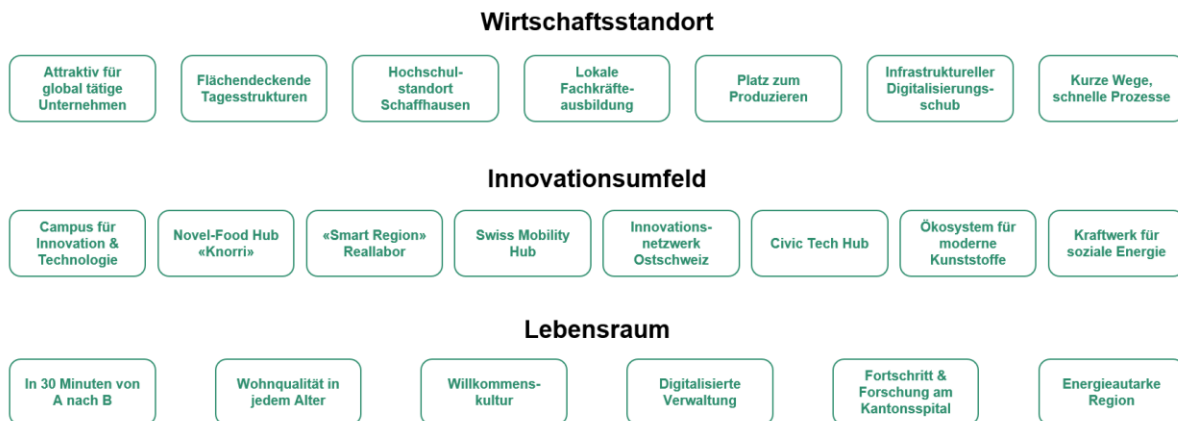 Wirtschaftsstandort
Attraktiv für
global tätige
Unternehmen
Flächendeckende
Tagesstrukturen
Hochschul-
standort
Schaffhausen
Lokale
Fachkräfte-
ausbildung
Platz zum
Produzieren
Infrastruktureller
Digitalisierungs-
schub
Kurze Wege,
schnelle Prozesse
Innovationsumfeld
Campus für
Innovation &
Technologie
Novel-Food Hub
«Knorri»
«Smart Region»
Reallabor
Swiss Mobility
Hub
Innovations-
netzwerk
Ostschweiz
Civic Tech Hub
Ökosystem für
moderne
Kunststoffe
Kraftwerk für
soziale Energie
Lebensraum
In 30 Minuten von
A nach B
Wohnqualität in
jedem Alter
Willkommens-
kultur
Digitalisierte
Verwaltung
Fortschritt &
Forschung am
Kantonsspital
Energieautarke
Region